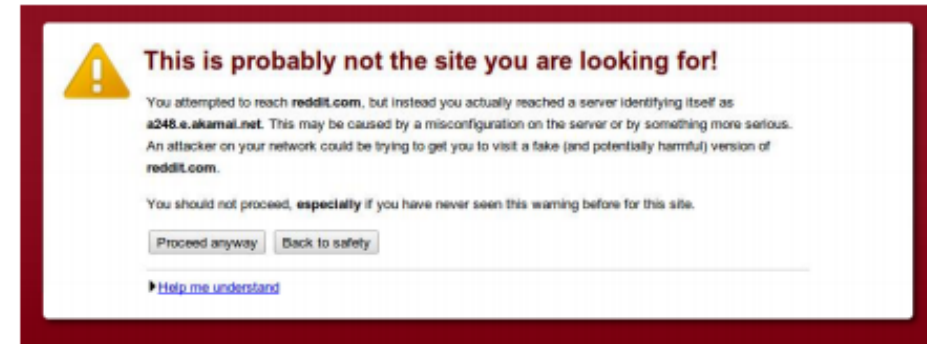 This is probably not the site you are looking for!
You attempted to reach reddit.com, but instead you actually reached a server identifying itself as
a248.e.akamai.net. This may be caused by a misconfiguration on the server or by something more serious.
An attacker on your network could be trying to get you to visit a fake (and potentially harmful) version of
reddit.com.
You should not proceed, especially if you have never seen this warning before for this site.
Proceed anyway Back to safety
Help me understand